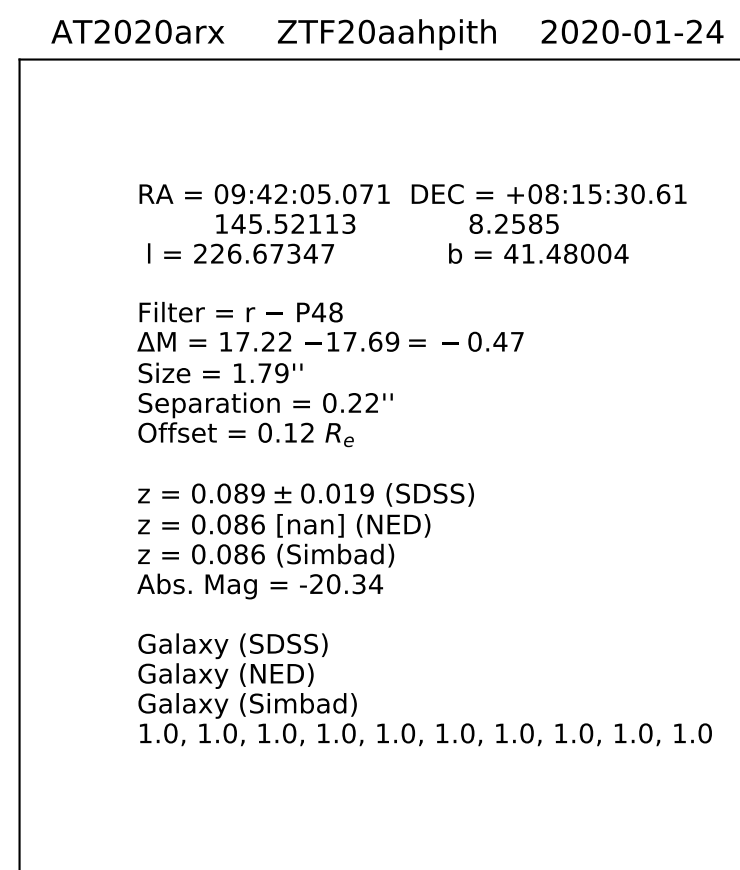 AT2020arx ZTF20aahpith 2020-01-24
RA = 09:42:05.071 DEC = +08:15:30.61
145.52113 8.2585
l = 226.67347 b = 41.48004
Filter = r − P48
ΔM = 17.22 −17.69 = − 0.47
Size = 1.79''
Separation = 0.22''
Offset = 0.12 Re
z = 0.089 ± 0.019 (SDSS)
z = 0.086 [nan] (NED)
z = 0.086 (Simbad)
Abs. Mag = -20.34
Galaxy (SDSS)
Galaxy (NED)
Galaxy (Simbad)
1.0, 1.0, 1.0, 1.0, 1.0, 1.0, 1.0, 1.0, 1.0, 1.0